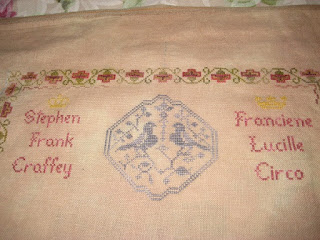 Stephen
Frank
Craffey
Franciene
Lucille
Circo